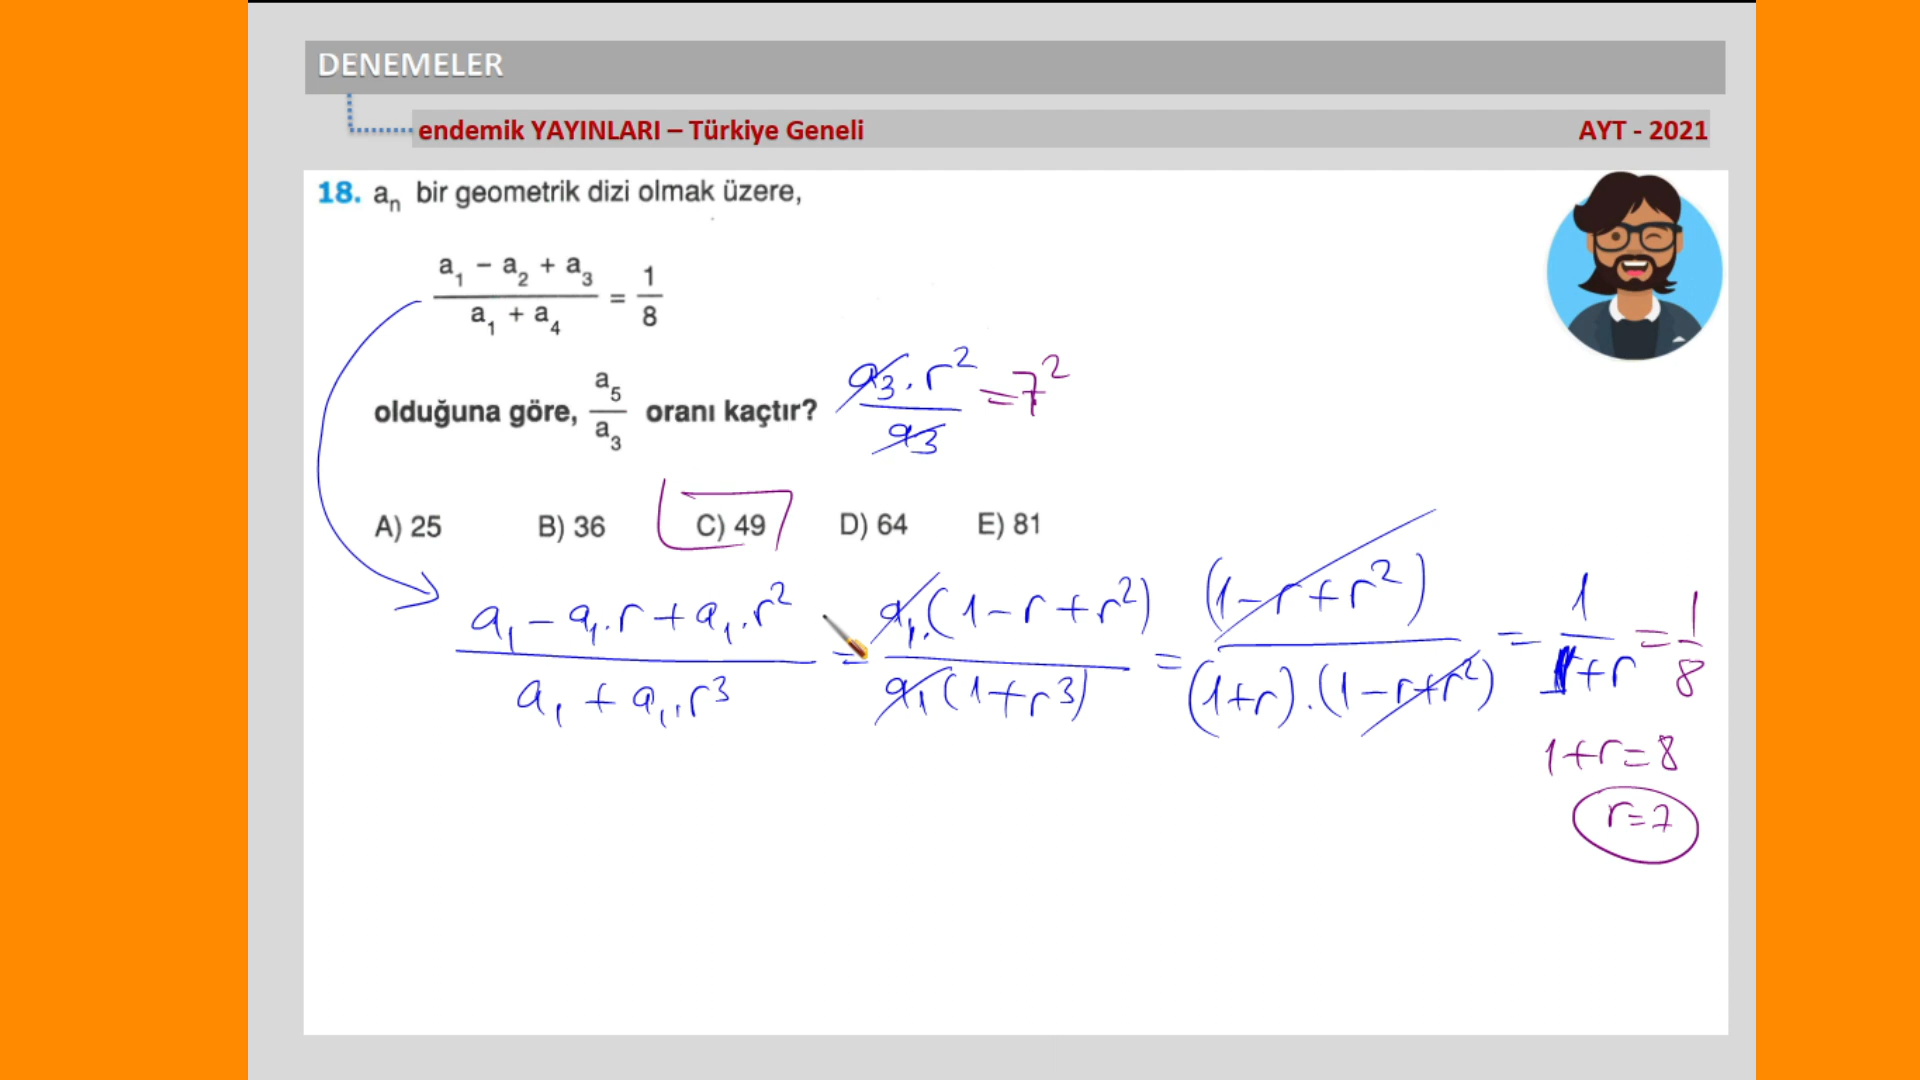 DENEMELER
endemik YAYINLARI – Türkiye Geneli AYT - 2021
18. aₙ bir geometrik dizi olmak üzere,
(a₁ − a₂ + a₃)/(a₁ + a₄) = 1/8
olduğuna göre, a₅/a₃ oranı kaçtır? (a₃.r²)/a₃ = 7²
A) 25 B) 36 C) 49 D) 64 E) 81
(a₁ − a₁.r + a₁.r²)/(a₁ + a₁.r³) = (a₁.(1−r+r²))/(a₁(1+r³)) = (1−r+r²)/((1+r).(1−r+r²)) = 1/(1+r) = 1/8
1+r=8
r=7